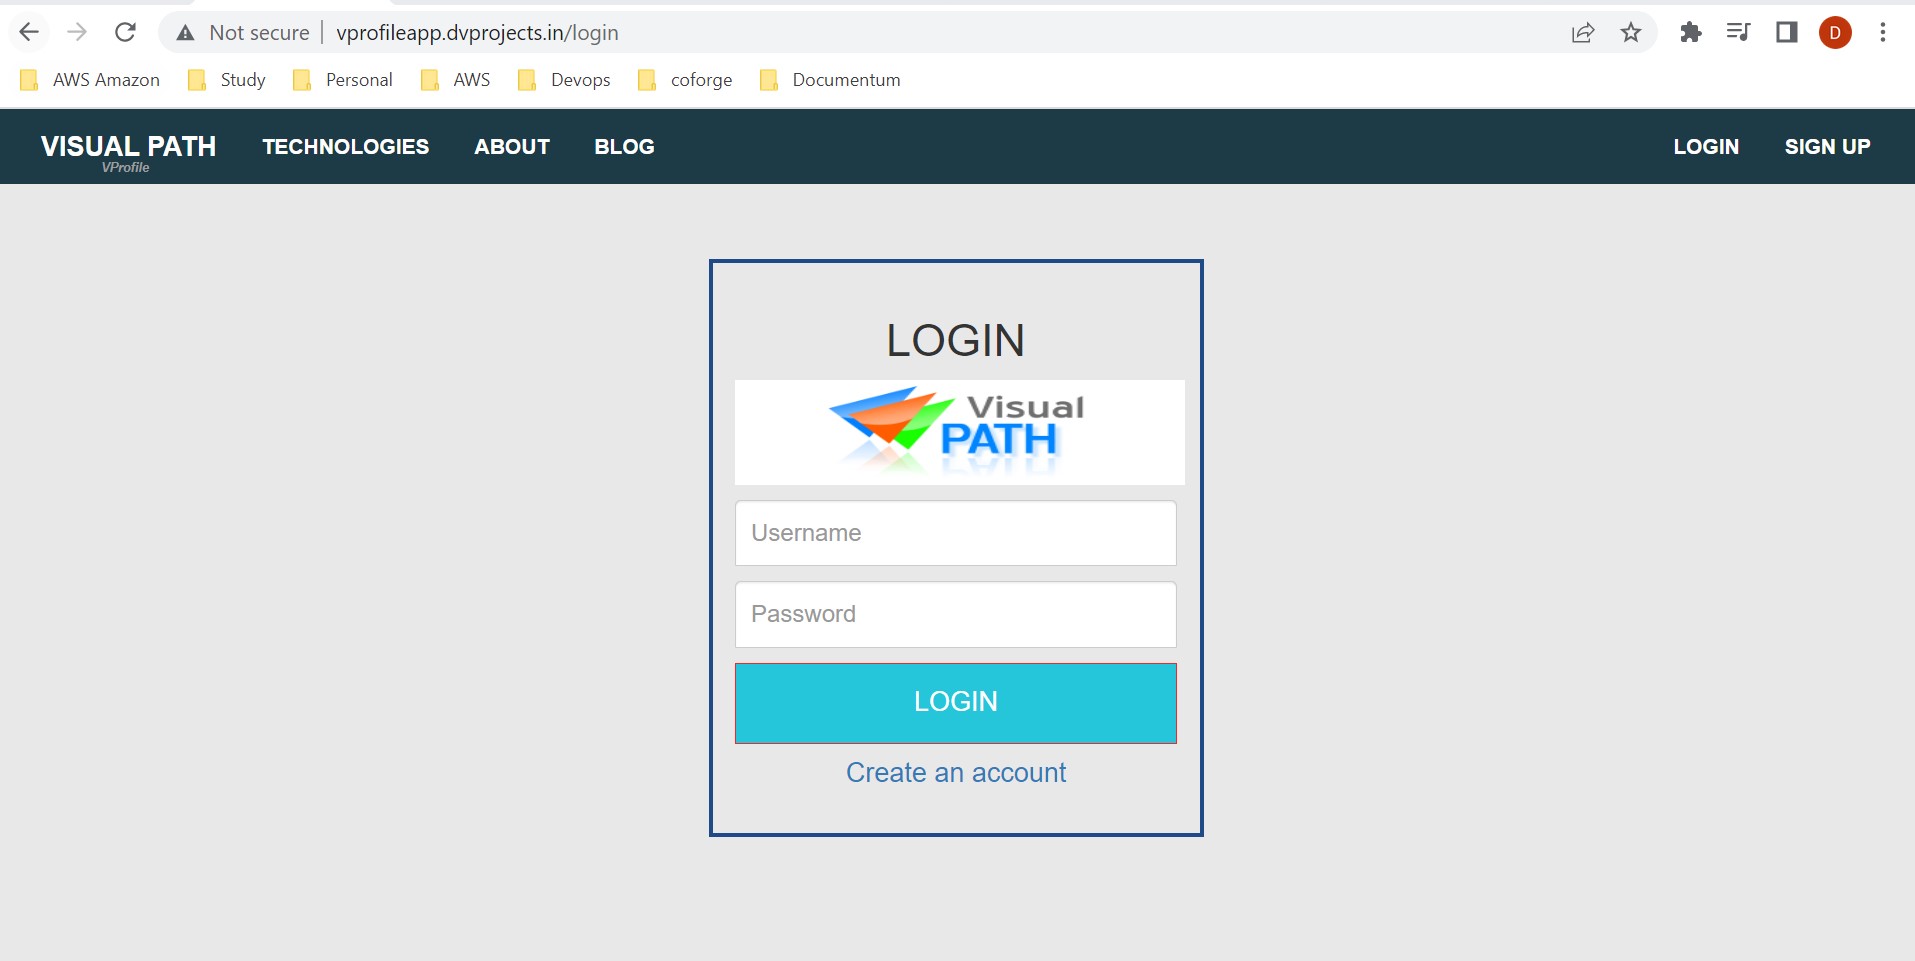 Not secure vprofileapp.dvprojects.in/login D
AWS Amazon Study Personal AWS Devops coforge Documentum
VISUAL PATH TECHNOLOGIES ABOUT BLOG LOGIN SIGN UP
VProfile
LOGIN
Visual
PATH
Username
Password
LOGIN
Create an account